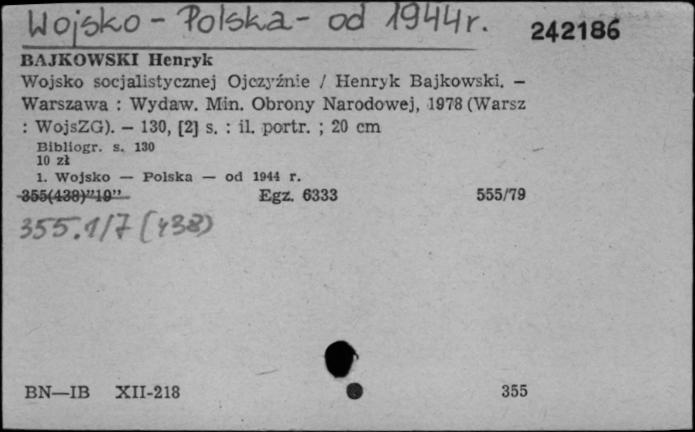 Wojsko - Polska - od 1944r.
242186
BAJKOWSKI Henryk
Wojsko socjalistycznej Ojczyźnie / Henryk Bajkowski. —
Warszawa : Wydaw. Min. Obrony Narodowej, 1978 (Warsz
: WojsZG). — 130, [2] s. : il. portr. ; 20 cm
Bibliogr. s. 130
10 zł
1. Wojsko — Polska — od 1944 r.
355(438)"19" Egz. 6333 555/79
355.1/7 (438)
BN—IB XII-218 355